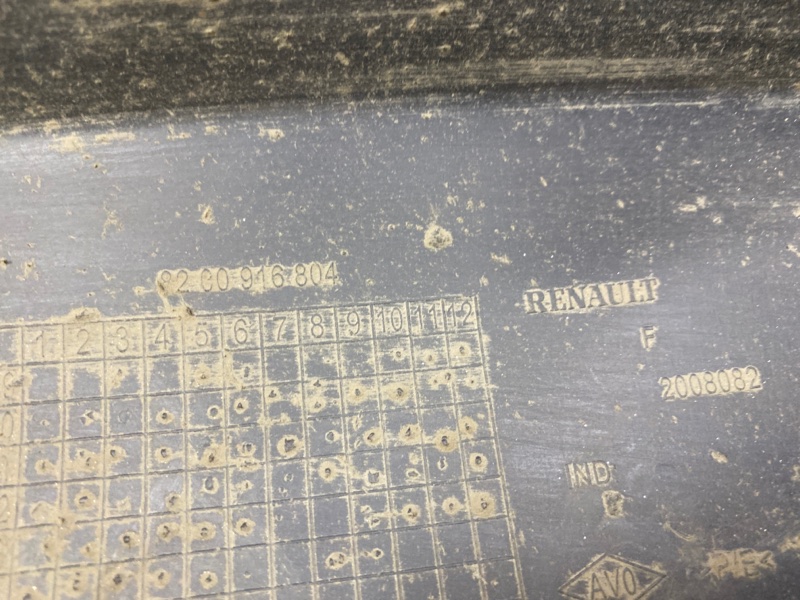 82 00 916 804
RENAULT
1 2 3 4 5 6 7 8 9 10 11 12
F
2008082
IND
AVO
>P/E<